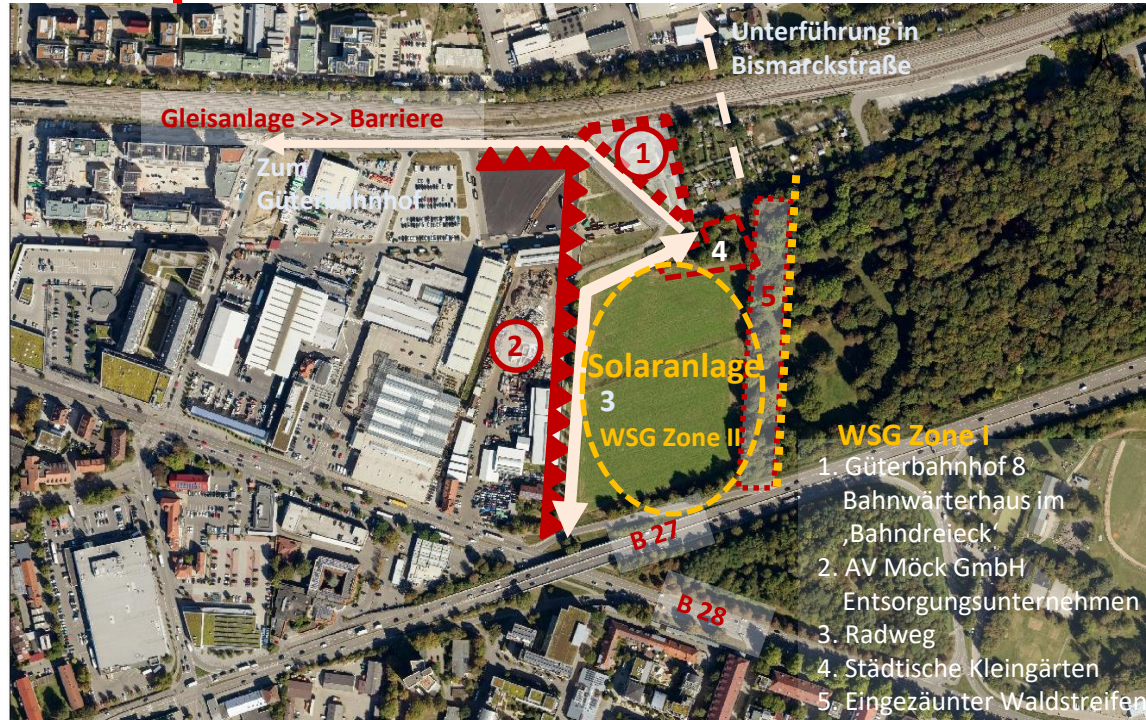 Unterführung in
Bismarckstraße
Gleisanlage >>> Barriere
Zum
Güterbahnhof
1
4
5
2
Solaranlage
3
WSG Zone II
WSG Zone I
B 27
B 28
1. Güterbahnhof 8
Bahnwärterhaus im
‚Bahndreieck‘
2. AV Möck GmbH
Entsorgungsunternehmen
3. Radweg
4. Städtische Kleingärten
5. Eingezäunter Waldstreifen